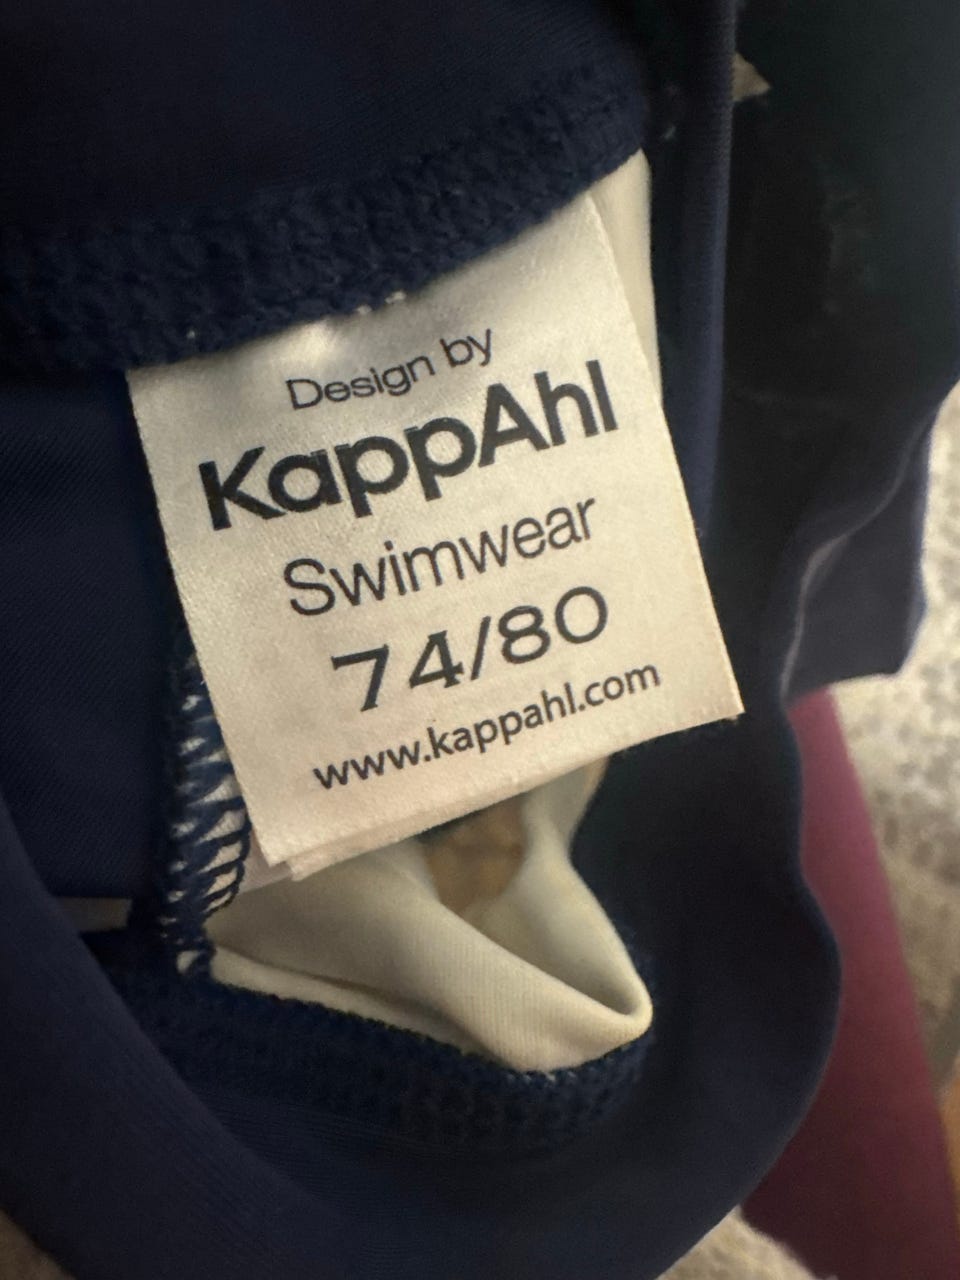 Design by
KappAhl
Swimwear
74/80
www.kappahl.com